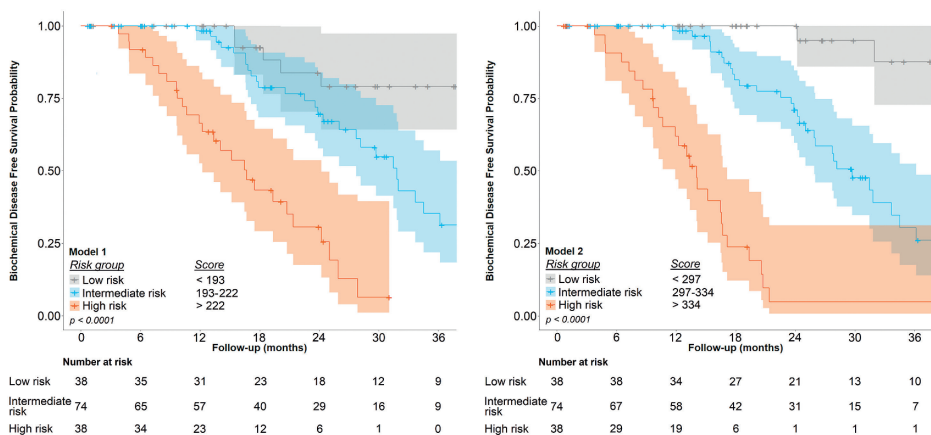 Biochemical Disease Free Survival Probability
1.00
0.75
0.50
0.25
0.00
Model 1
Risk group Score
Low risk < 193
Intermediate risk 193-222
High risk > 222
p < 0.0001
0 6 12 18 24 30 36
Follow-up (months)
Number at risk
Low risk 38 35 31 23 18 12 9
Intermediate risk 74 65 57 40 29 16 9
High risk 38 34 23 12 6 1 0
Biochemical Disease Free Survival Probability
1.00
0.75
0.50
0.25
0.00
Model 2
Risk group Score
Low risk < 297
Intermediate risk 297-334
High risk > 334
p < 0.0001
0 6 12 18 24 30 36
Follow-up (months)
Number at risk
Low risk 38 38 34 27 21 13 10
Intermediate risk 74 67 58 42 31 15 7
High risk 38 29 19 6 1 1 1